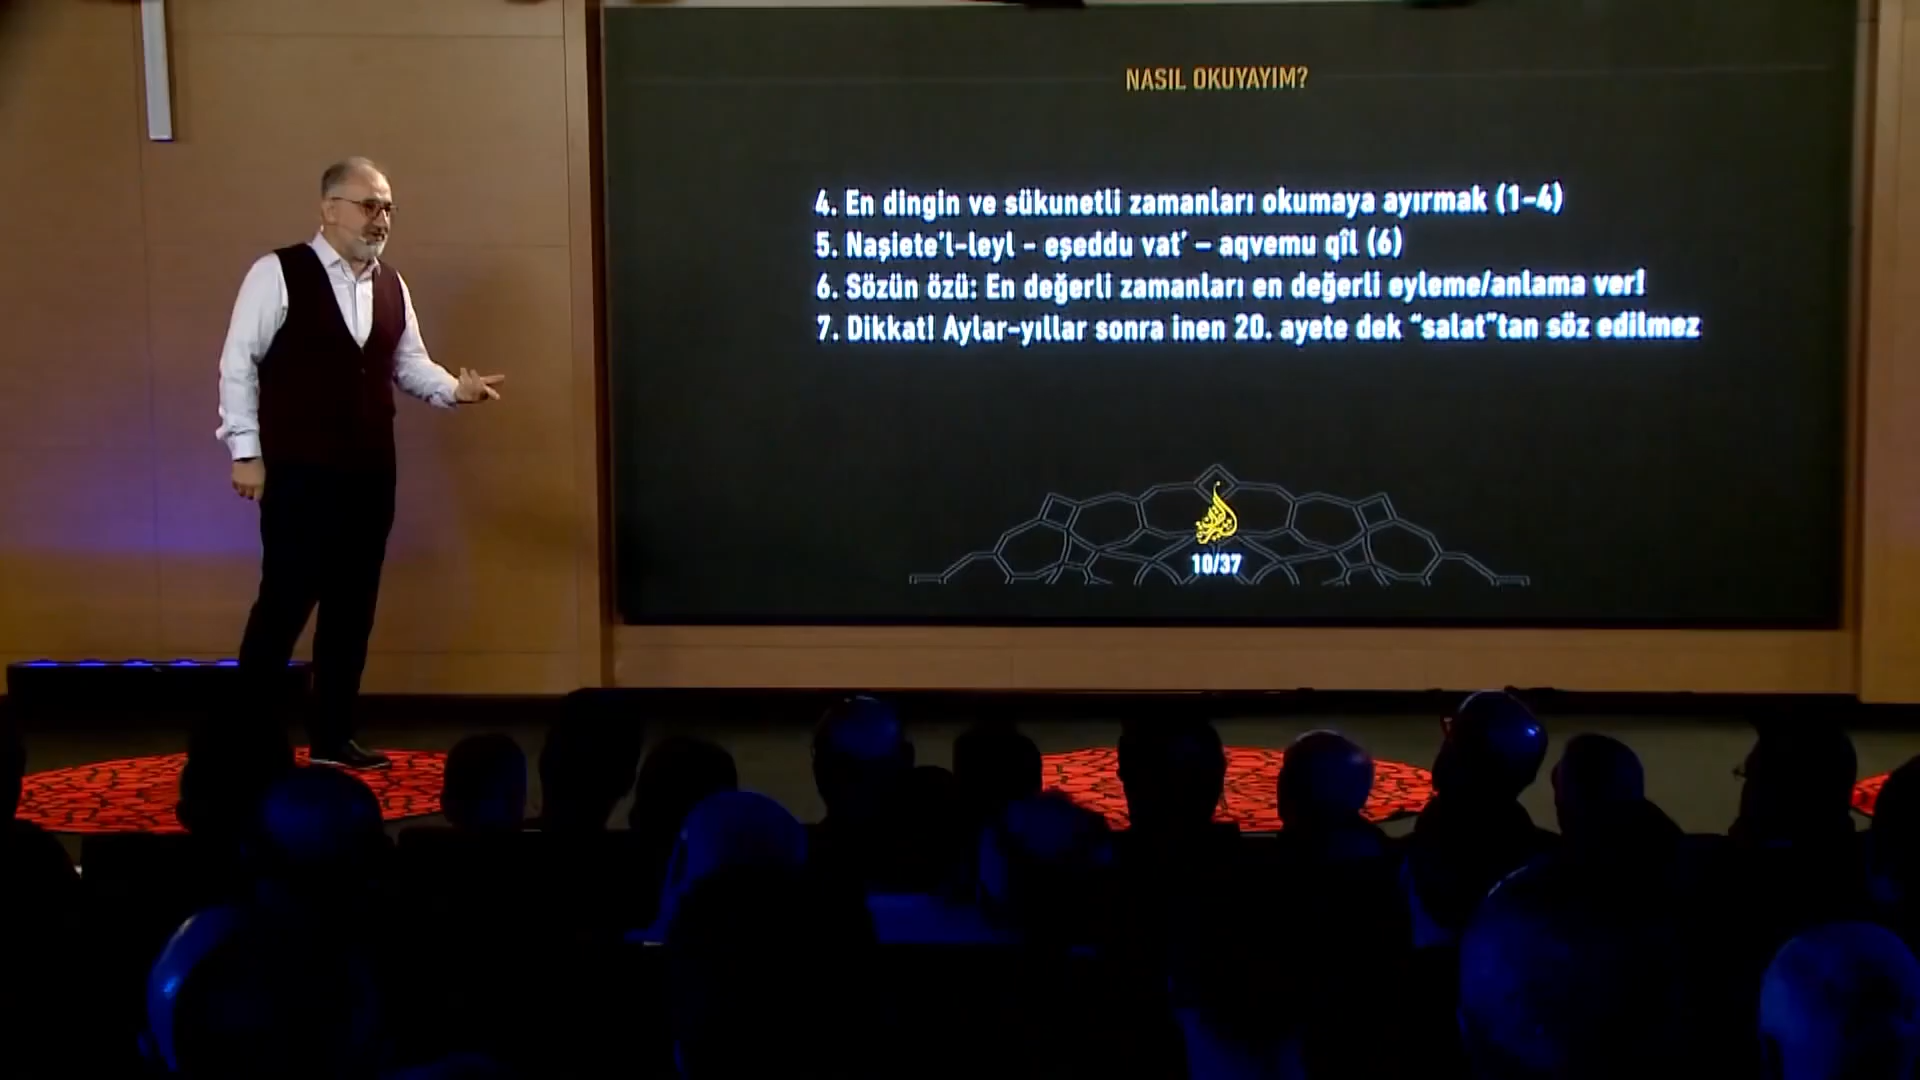 NASIL OKUYAYIM?
4. En dingin ve sükunetli zamanları okumaya ayırmak (1-4)
5. Naşiete'l-leyl - eşeddu vat' – aqvemu qîl (6)
6. Sözün özü: En değerli zamanları en değerli eyleme/anlama ver!
7. Dikkat! Aylar-yıllar sonra inen 20. ayete dek “salat”tan söz edilmez
10/37